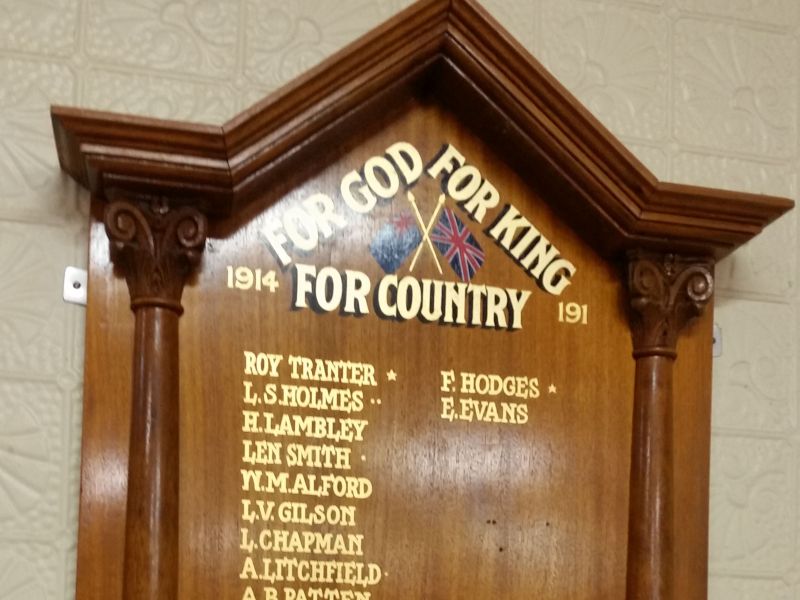 FOR GOD FOR KING
1914 FOR COUNTRY 191
ROY TRANTER *
L.S. HOLMES ..
H. LAMBLEY
LEN SMITH .
W.M. ALFORD
L.V. GILSON
L. CHAPMAN
A. LITCHFIELD.
A.B. PATTEN
F. HODGES *
E. EVANS